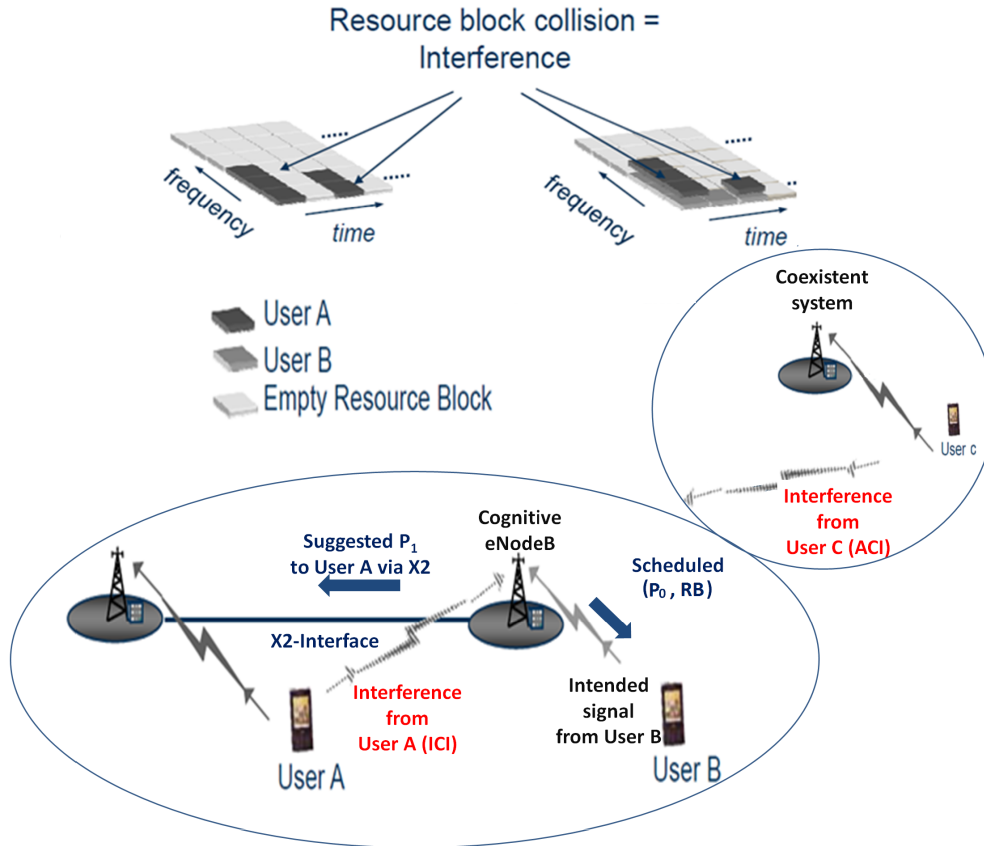 Resource block collision =
Interference
.....
.....
.....
..
frequency
time
frequency
time
User A
User B
Empty Resource Block
Coexistent
system
User c
Interference
from
User C (ACI)
Cognitive
eNodeB
Suggested P₁
to User A via X2
Scheduled
(P₀ , RB)
X2-Interface
Interference
from
User A (ICI)
Intended
signal
from User B
User A
User B